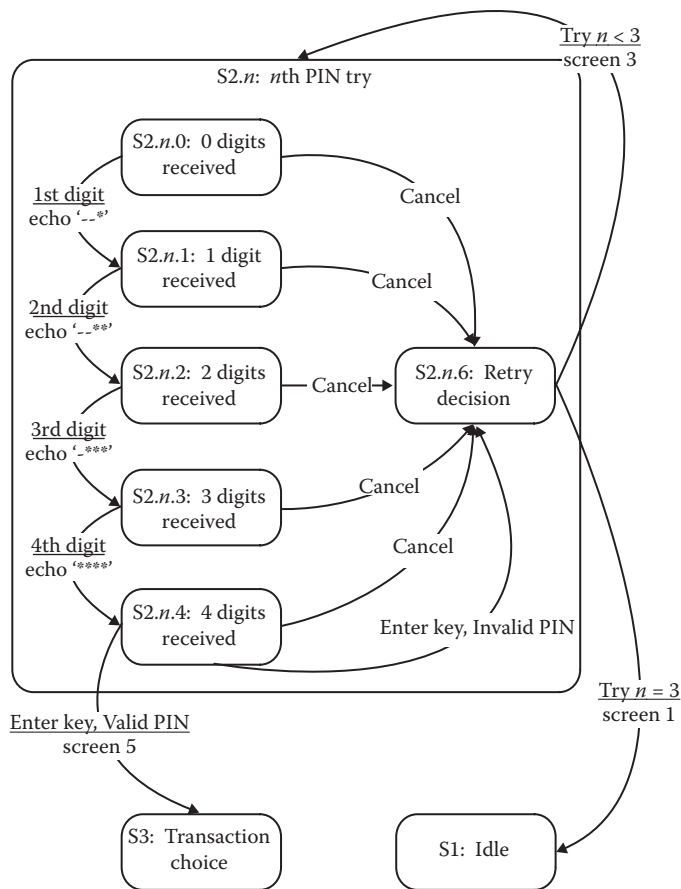 Try n < 3
screen 3
S2.n: nth PIN try
S2.n.0: 0 digits
received
Cancel
1st digit
echo ‘--*’
S2.n.1: 1 digit
received
Cancel
2nd digit
echo ‘--**’
S2.n.2: 2 digits
received
Cancel
S2.n.6: Retry
decision
3rd digit
echo ‘-***’
S2.n.3: 3 digits
received
Cancel
4th digit
echo ‘****’
Cancel
S2.n.4: 4 digits
received
Enter key, Invalid PIN
Try n = 3
screen 1
Enter key, Valid PIN
screen 5
S3: Transaction
choice
S1: Idle